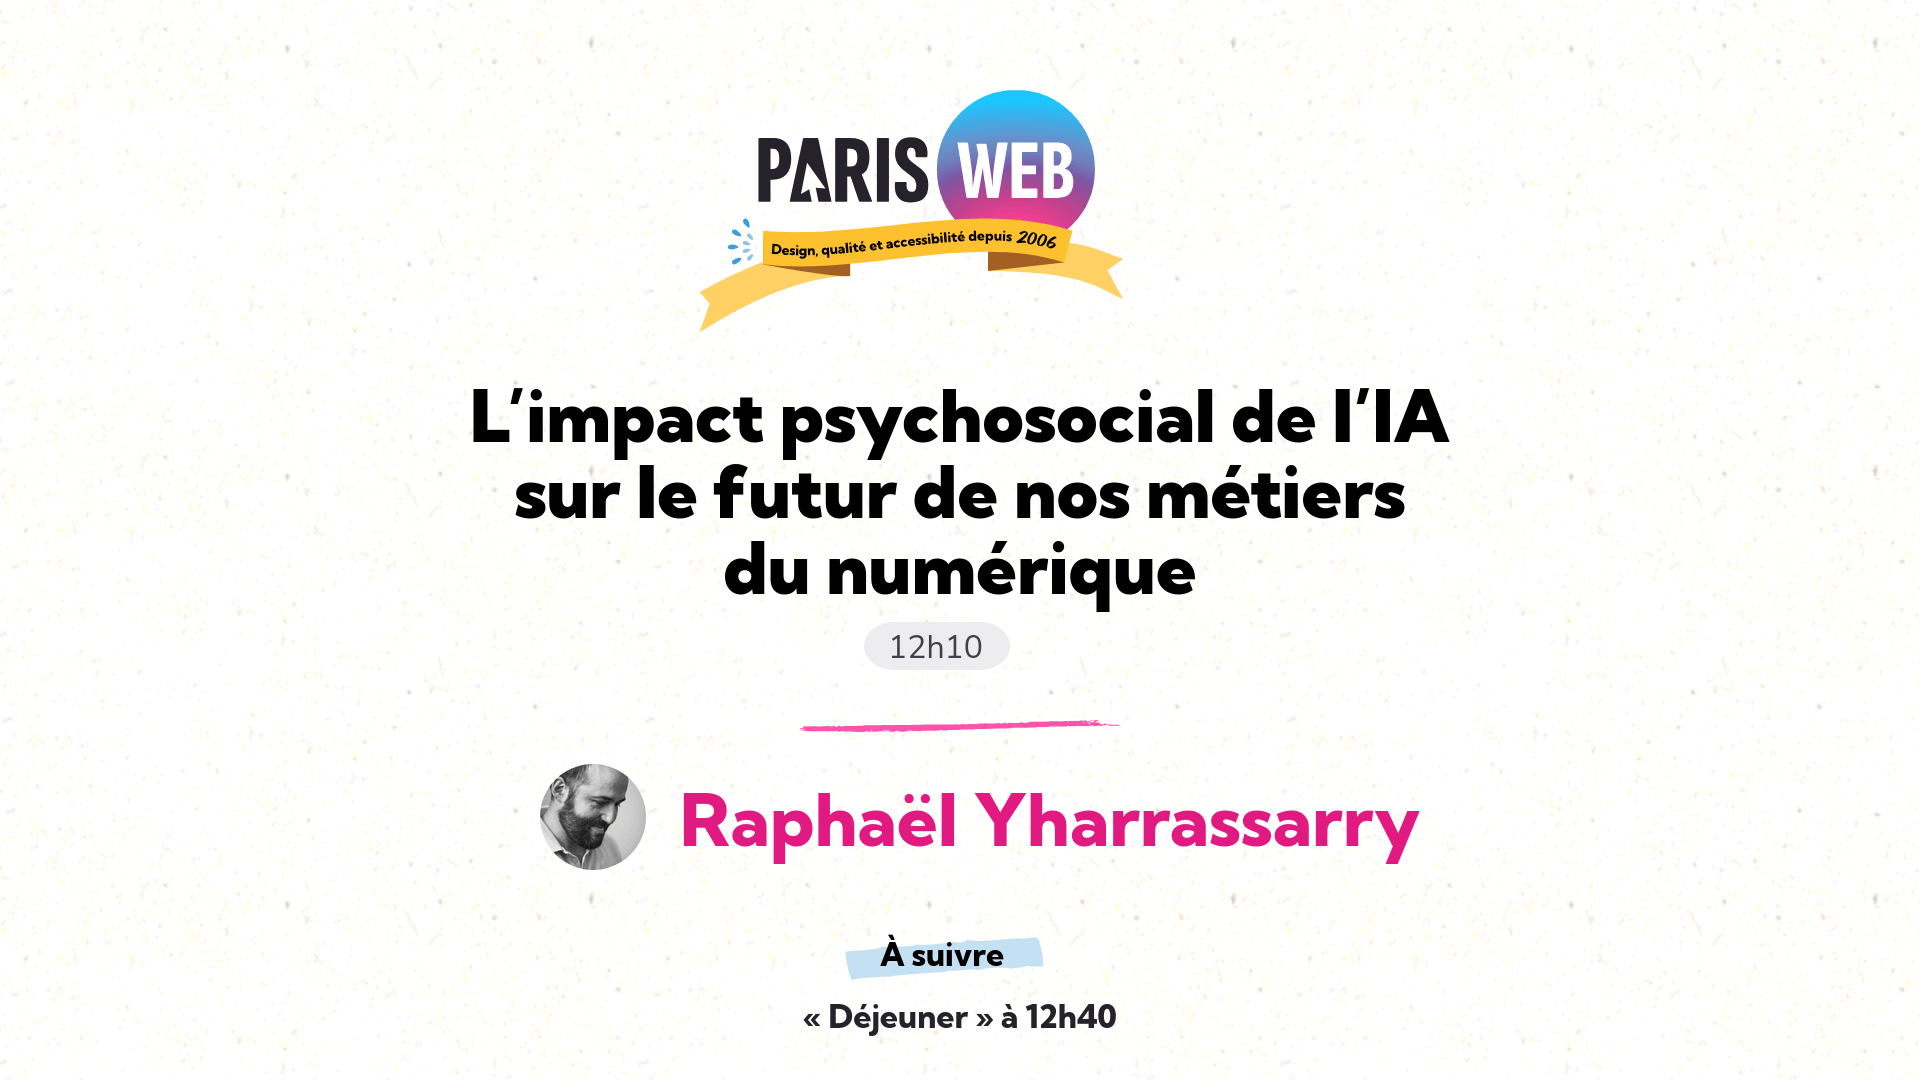 PARIS WEB
Design, qualité et accessibilité depuis 2006
L’impact psychosocial de l’IA
sur le futur de nos métiers
du numérique
12h10
Raphaël Yharrassarry
À suivre
« Déjeuner » à 12h40